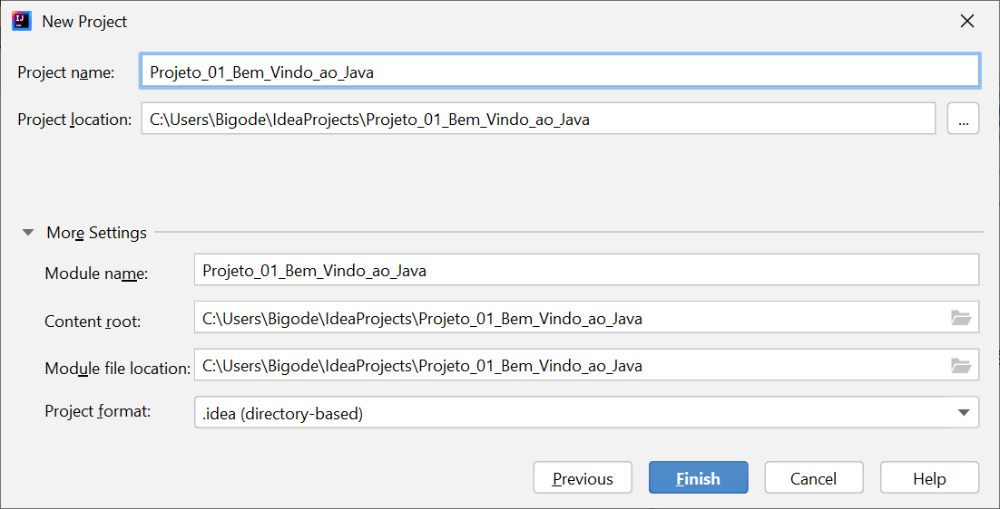 IJ
New Project
Project name: Projeto_01_Bem_Vindo_ao_Java
Project location: C:\Users\Bigode\IdeaProjects\Projeto_01_Bem_Vindo_ao_Java ...
More Settings
Module name: Projeto_01_Bem_Vindo_ao_Java
Content root: C:\Users\Bigode\IdeaProjects\Projeto_01_Bem_Vindo_ao_Java
Module file location: C:\Users\Bigode\IdeaProjects\Projeto_01_Bem_Vindo_ao_Java
Project format: .idea (directory-based)
Previous Finish Cancel Help